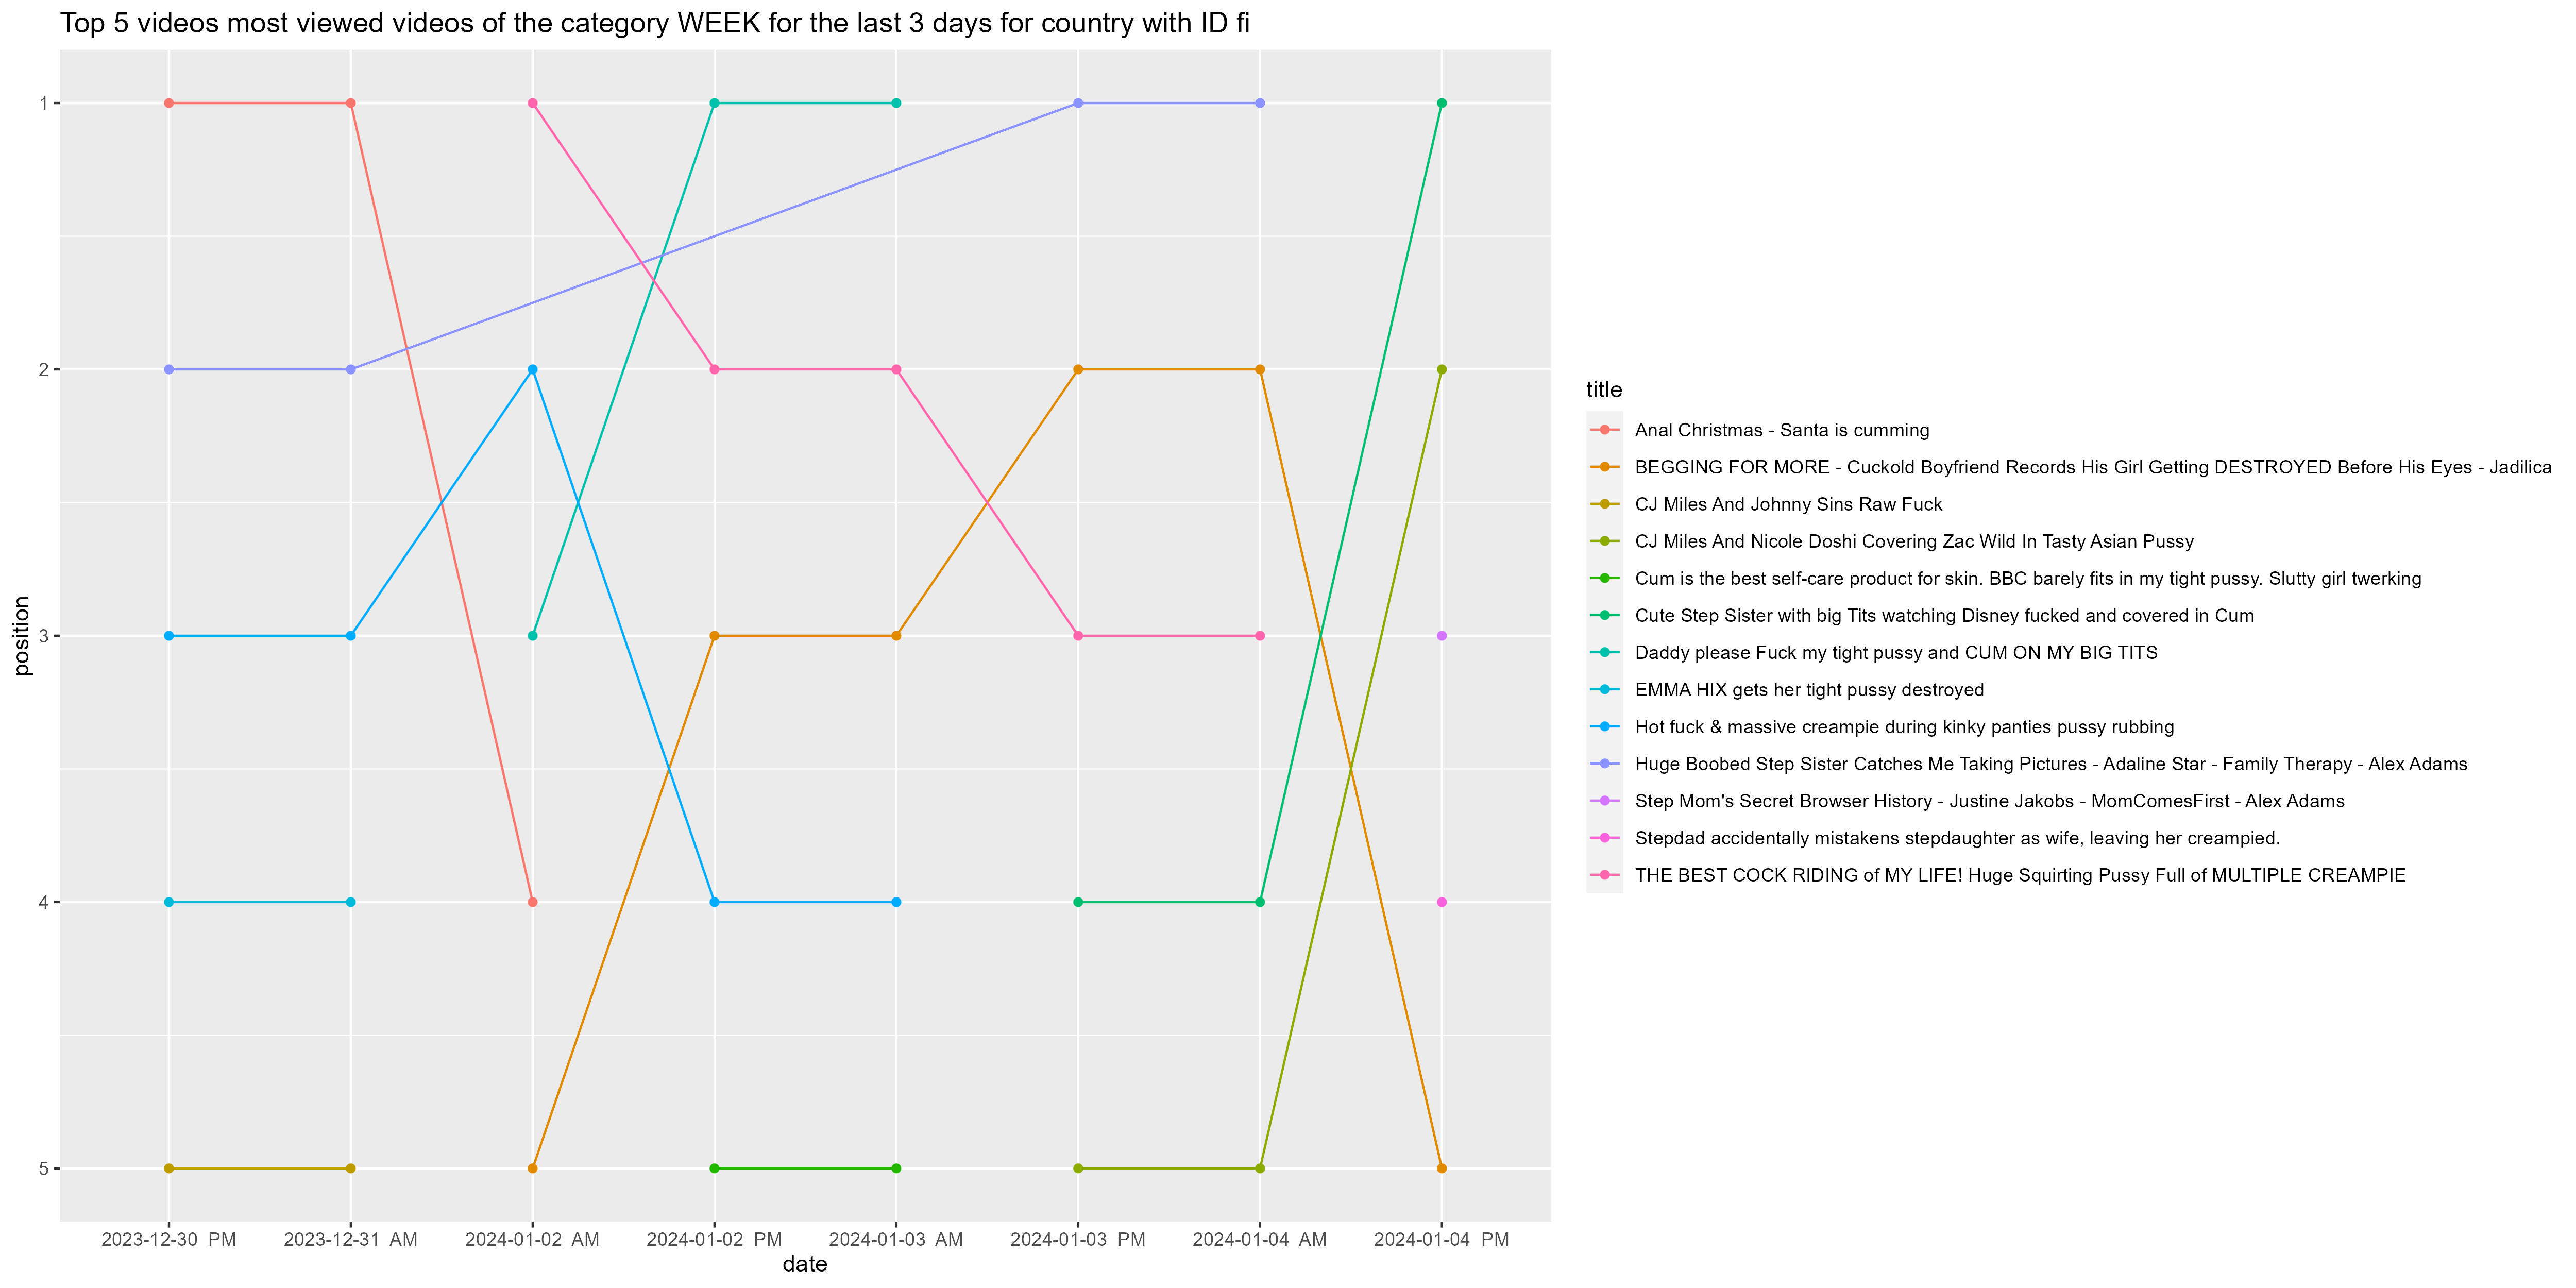 Top 5 videos most viewed videos of the category WEEK for the last 3 days for country with ID fi
position
1
2
3
4
5
2023-12-30 PM 2023-12-31 AM 2024-01-02 AM 2024-01-02 PM 2024-01-03 AM 2024-01-03 PM 2024-01-04 AM 2024-01-04 PM
date
title
Anal Christmas - Santa is cumming
BEGGING FOR MORE - Cuckold Boyfriend Records His Girl Getting DESTROYED Before His Eyes - Jadilica
CJ Miles And Johnny Sins Raw Fuck
CJ Miles And Nicole Doshi Covering Zac Wild In Tasty Asian Pussy
Cum is the best self-care product for skin. BBC barely fits in my tight pussy. Slutty girl twerking
Cute Step Sister with big Tits watching Disney fucked and covered in Cum
Daddy please Fuck my tight pussy and CUM ON MY BIG TITS
EMMA HIX gets her tight pussy destroyed
Hot fuck & massive creampie during kinky panties pussy rubbing
Huge Boobed Step Sister Catches Me Taking Pictures - Adaline Star - Family Therapy - Alex Adams
Step Mom's Secret Browser History - Justine Jakobs - MomComesFirst - Alex Adams
Stepdad accidentally mistakens stepdaughter as wife, leaving her creampied.
THE BEST COCK RIDING of MY LIFE! Huge Squirting Pussy Full of MULTIPLE CREAMPIE